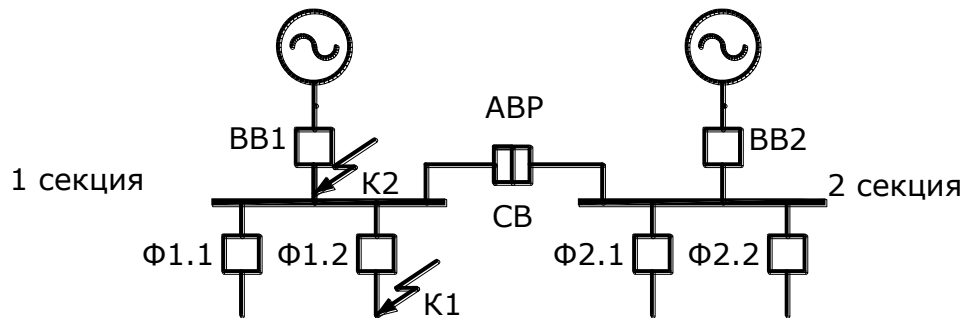 АВР
ВВ1
ВВ2
1 секция
К2
2 секция
СВ
Ф1.1
Ф1.2
Ф2.1
Ф2.2
К1